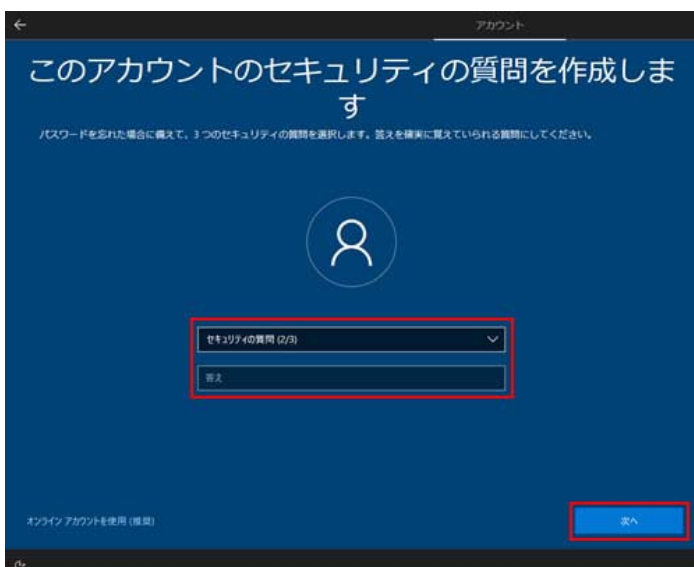 アカウント
このアカウントのセキュリティの質問を作成しま
す
パスワードを忘れた場合に備えて、3 つのセキュリティの質問を選択します。答えを確実に覚えていられる質問にしてください。
セキュリティの質問 (2/3)
答え
オンライン アカウントを使用 (推奨)
次へ